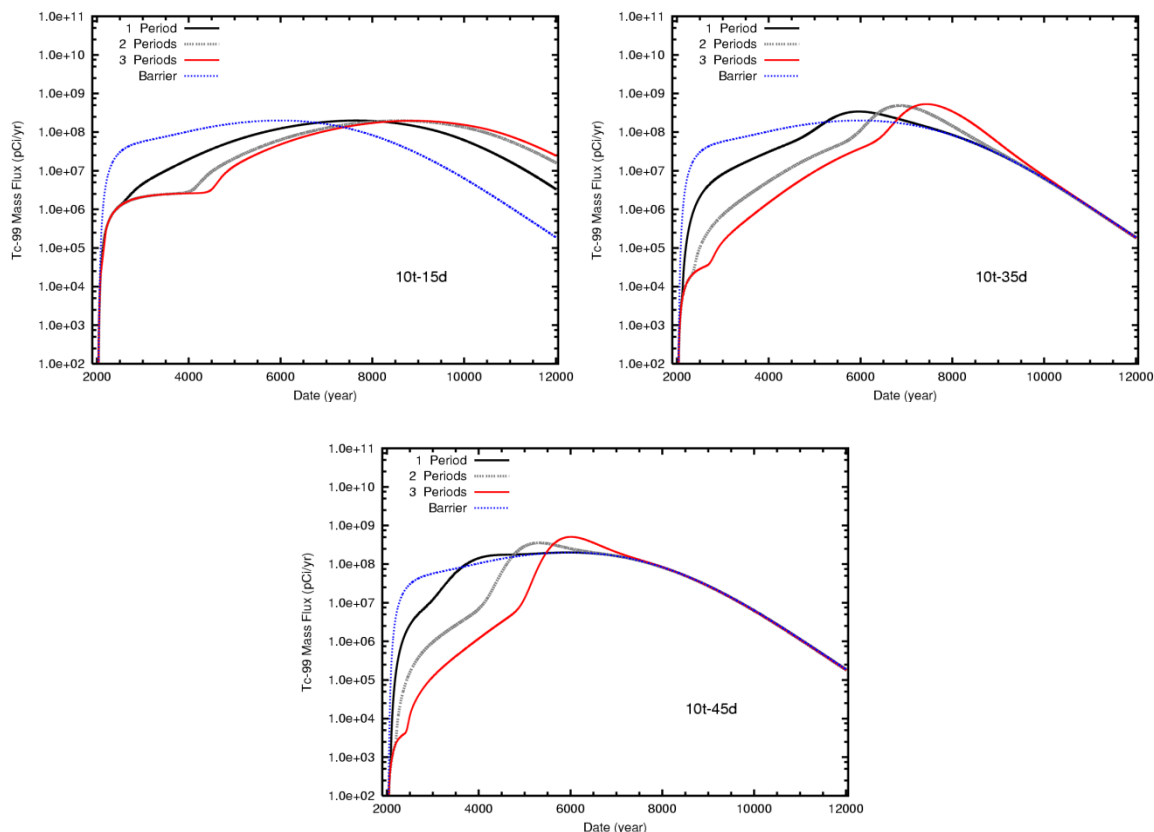 1.0e+11
1.0e+10
1.0e+09
1.0e+08
1.0e+07
1.0e+06
1.0e+05
1.0e+04
1.0e+03
1.0e+02
Tc-99 Mass Flux (pCi/yr)
1 Period
2 Periods
3 Periods
Barrier
10t-15d
2000 4000 6000 8000 10000 12000
Date (year)
1.0e+11
1.0e+10
1.0e+09
1.0e+08
1.0e+07
1.0e+06
1.0e+05
1.0e+04
1.0e+03
1.0e+02
Tc-99 Mass Flux (pCi/yr)
1 Period
2 Periods
3 Periods
Barrier
10t-35d
2000 4000 6000 8000 10000 12000
Date (year)
1.0e+11
1.0e+10
1.0e+09
1.0e+08
1.0e+07
1.0e+06
1.0e+05
1.0e+04
1.0e+03
1.0e+02
Tc-99 Mass Flux (pCi/yr)
1 Period
2 Periods
3 Periods
Barrier
10t-45d
2000 4000 6000 8000 10000 12000
Date (year)